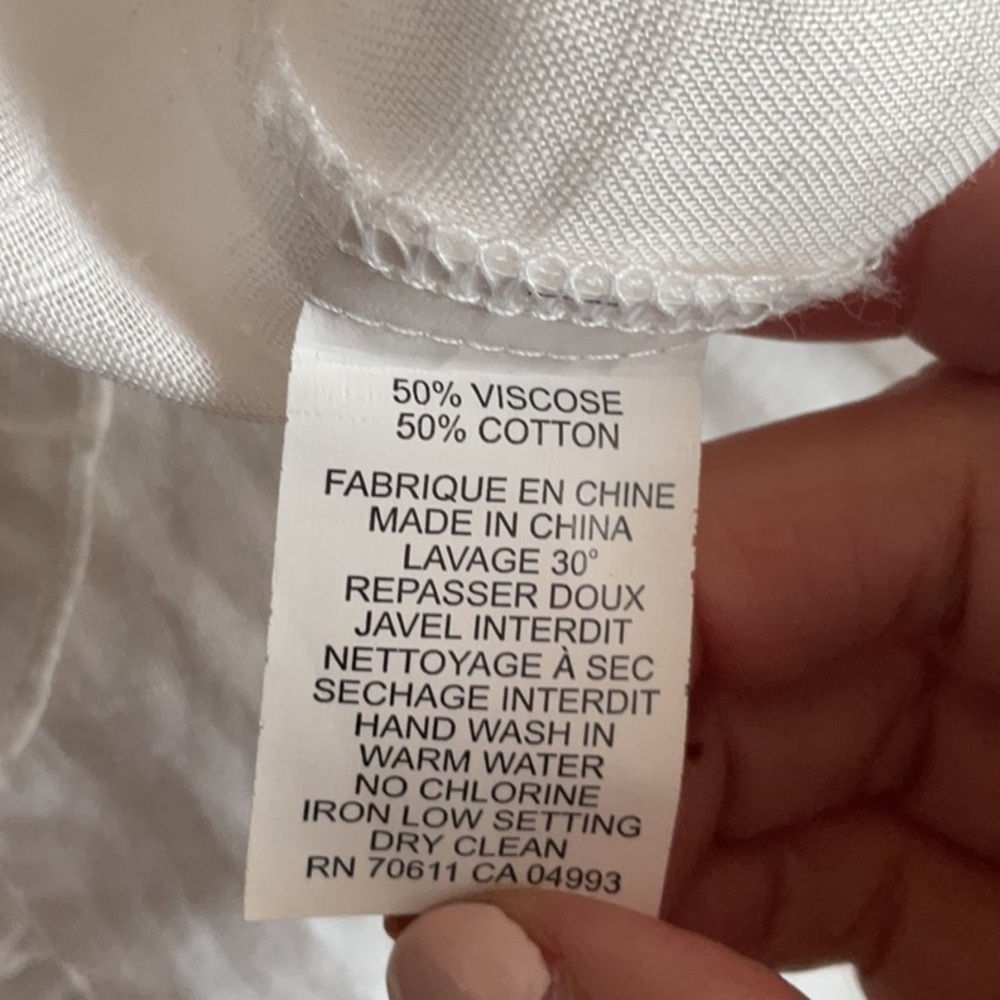 50% VISCOSE
50% COTTON
FABRIQUE EN CHINE
MADE IN CHINA
LAVAGE 30°
REPASSER DOUX
JAVEL INTERDIT
NETTOYAGE À SEC
SECHAGE INTERDIT
HAND WASH IN
WARM WATER
NO CHLORINE
IRON LOW SETTING
DRY CLEAN
RN 70611 CA 04993